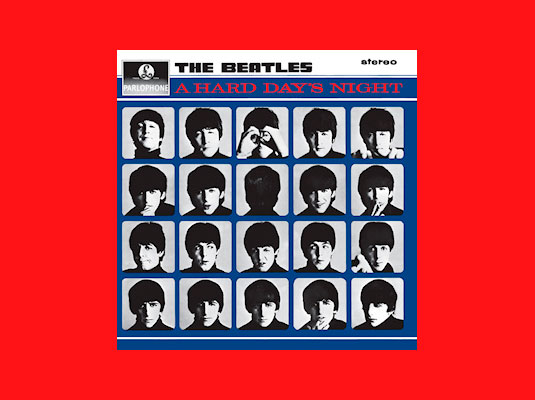 THE BEATLES
stereo
PARLOPHONE
A HARD DAY'S NIGHT